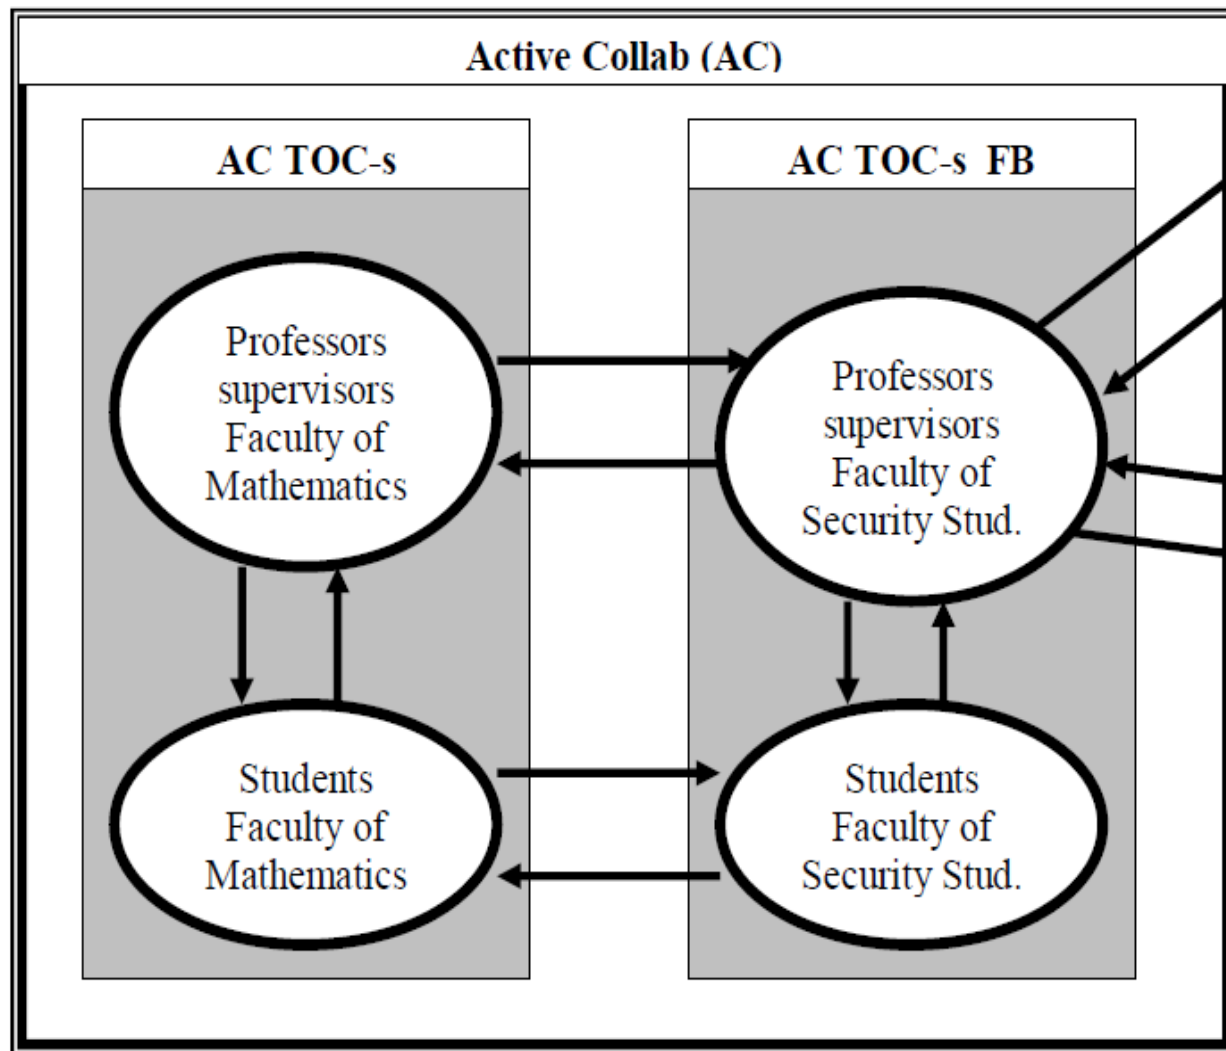 Active Collab (AC)
AC TOC-s
AC TOC-s FB
Professors
supervisors
Faculty of
Mathematics
Professors
supervisors
Faculty of
Security Stud.
Students
Faculty of
Mathematics
Students
Faculty of
Security Stud.